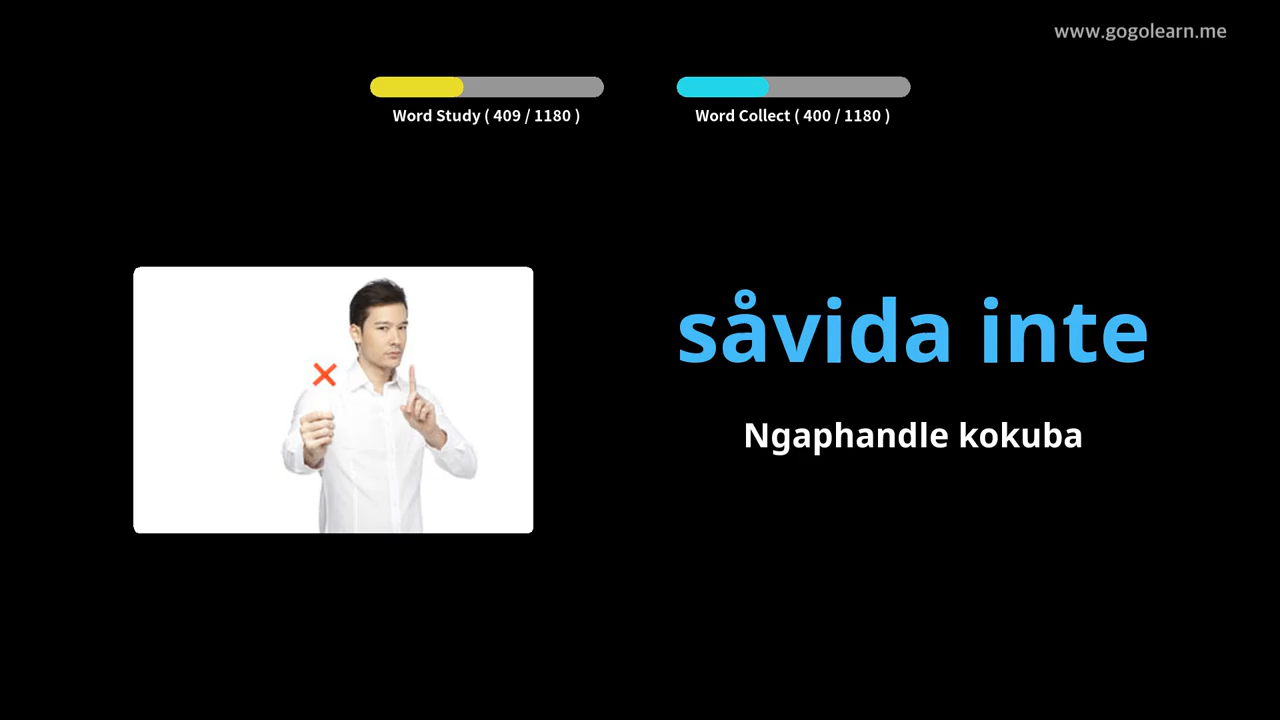 www.gogolearn.me
Word Study ( 409 / 1180 )
Word Collect ( 400 / 1180 )
såvida inte
Ngaphandle kokuba